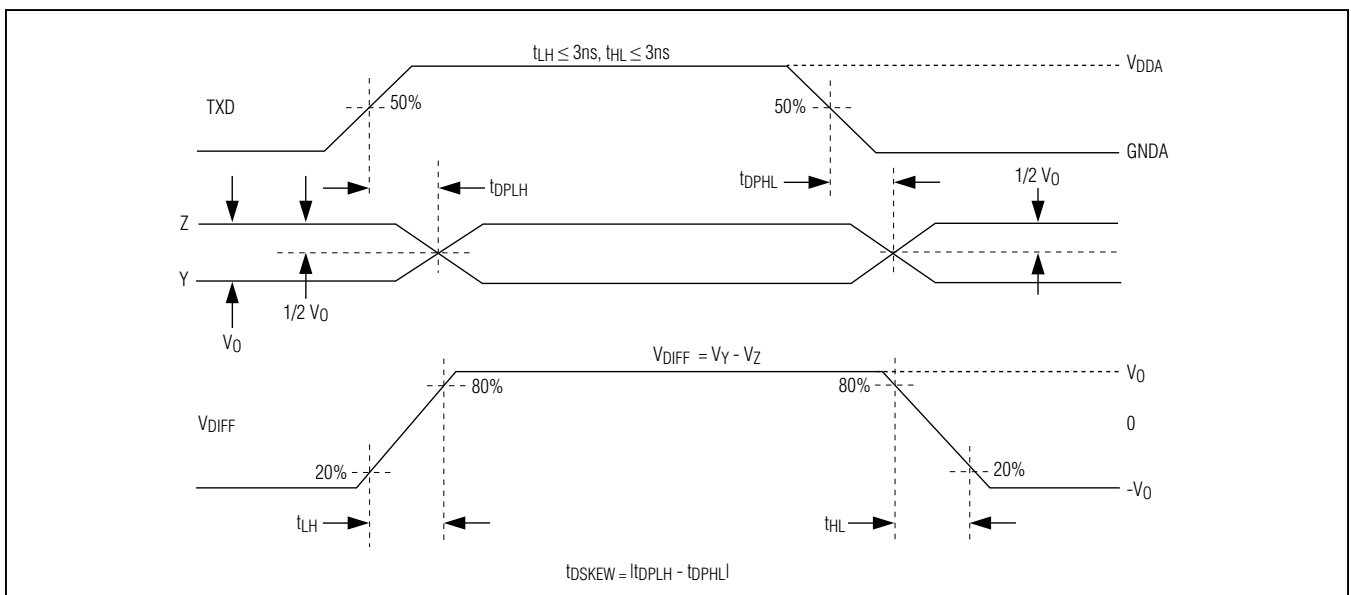 tLH ≤ 3ns, tHL ≤ 3ns
VDDA
TXD
50%
50%
GNDA
tDPLH
tDPHL
1/2 VO
Z
Y
1/2 VO
VO
VDIFF = VY - VZ
VO
80%
80%
VDIFF
0
20%
20%
-VO
tLH
tHL
tDSKEW = |tDPLH - tDPHL|